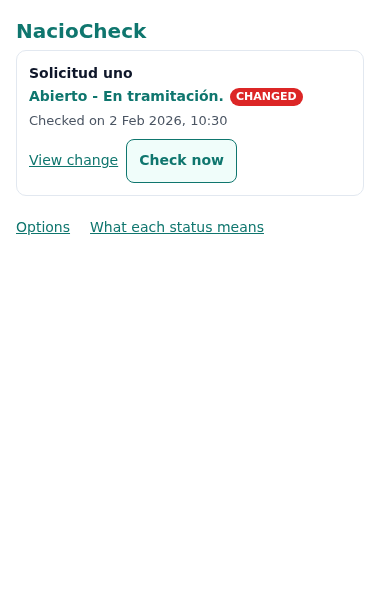 NacioCheck
Solicitud uno
Abierto - En tramitación. CHANGED
Checked on 2 Feb 2026, 10:30
View change Check now
Options What each status means